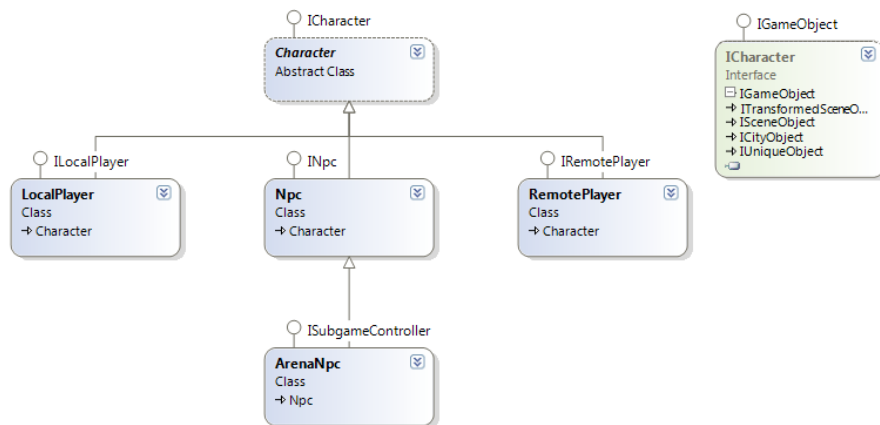 ICharacter
Character
Abstract Class
IGameObject
ICharacter
Interface
IGameObject
ITransformedSceneO...
ISceneObject
ICityObject
IUniqueObject
ILocalPlayer
LocalPlayer
Class
Character
INpc
Npc
Class
Character
IRemotePlayer
RemotePlayer
Class
Character
ISubgameController
ArenaNpc
Class
Npc